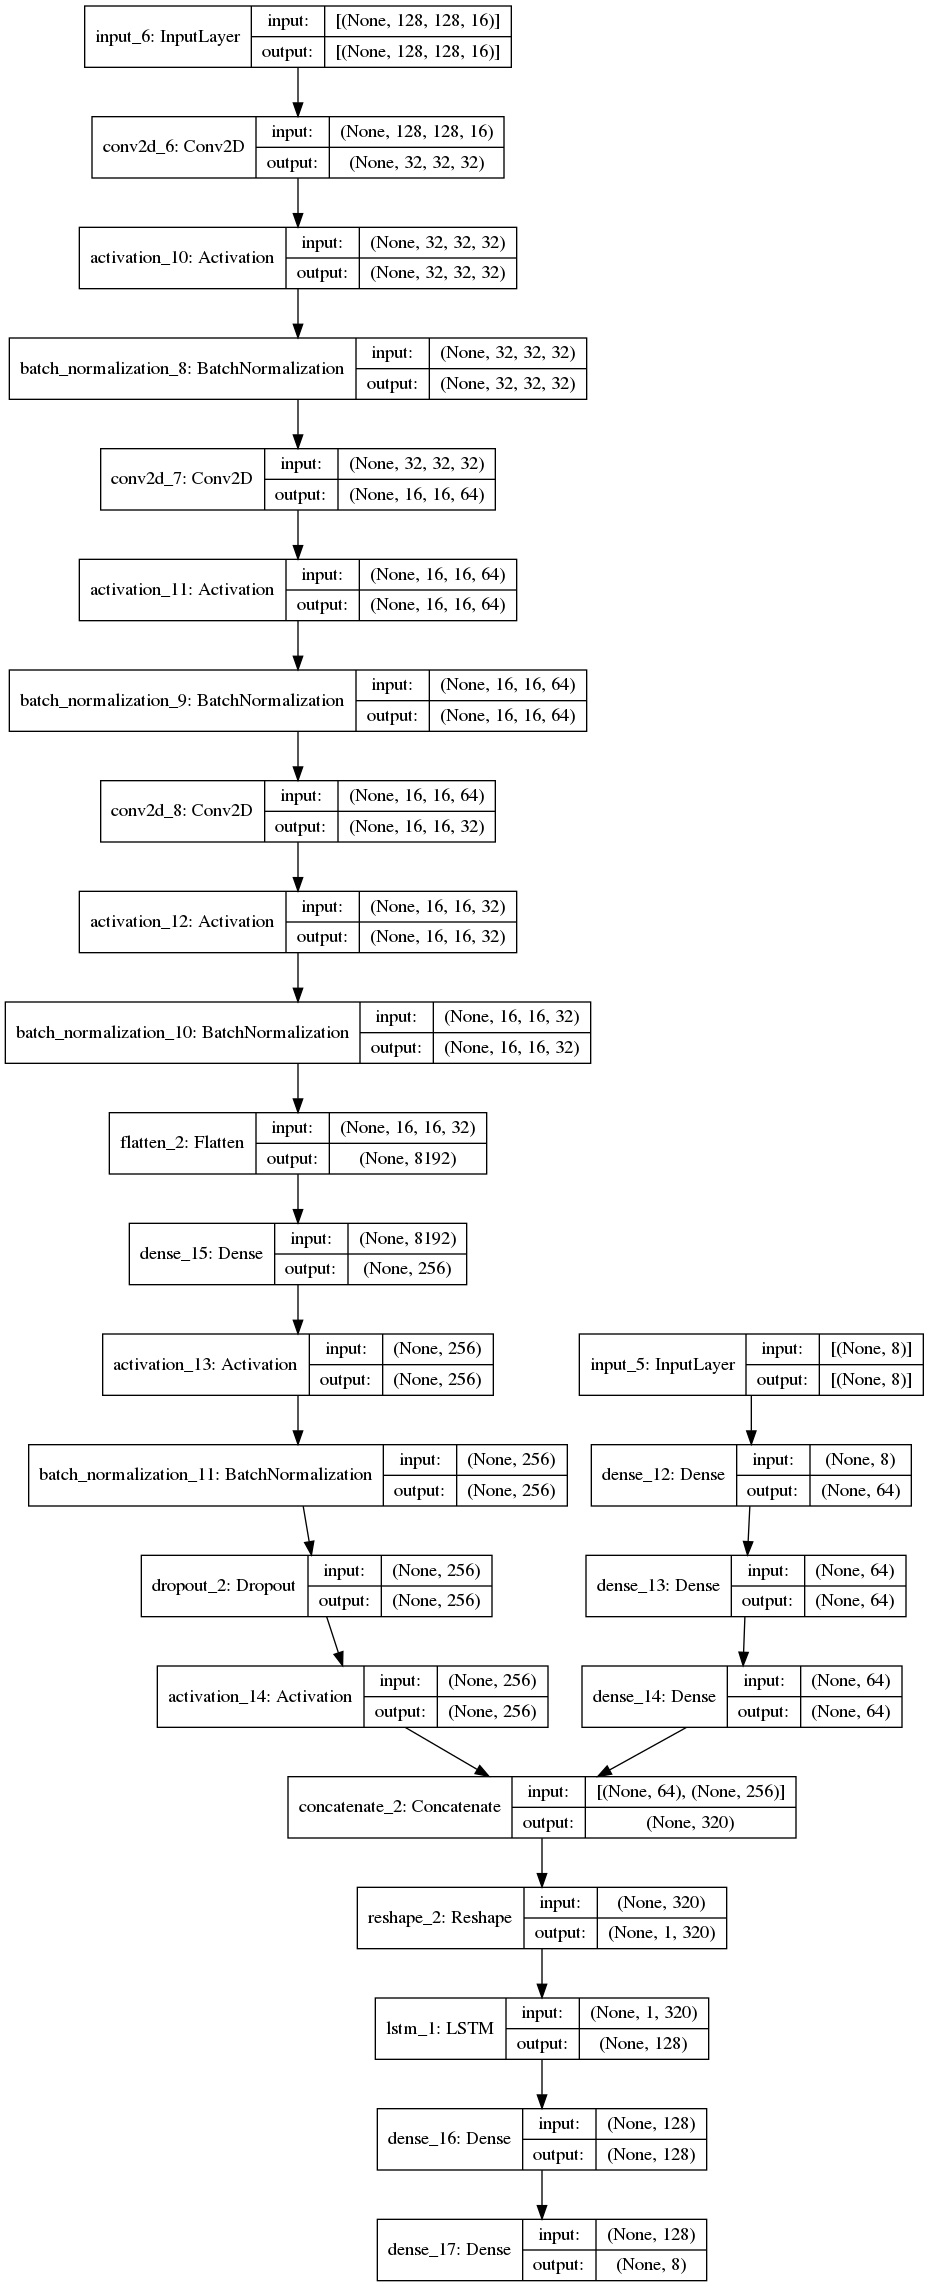 input_6: InputLayer
input: [(None, 128, 128, 16)]
output: [(None, 128, 128, 16)]
conv2d_6: Conv2D
input: (None, 128, 128, 16)
output: (None, 32, 32, 32)
activation_10: Activation
input: (None, 32, 32, 32)
output: (None, 32, 32, 32)
batch_normalization_8: BatchNormalization
input: (None, 32, 32, 32)
output: (None, 32, 32, 32)
conv2d_7: Conv2D
input: (None, 32, 32, 32)
output: (None, 16, 16, 64)
activation_11: Activation
input: (None, 16, 16, 64)
output: (None, 16, 16, 64)
batch_normalization_9: BatchNormalization
input: (None, 16, 16, 64)
output: (None, 16, 16, 64)
conv2d_8: Conv2D
input: (None, 16, 16, 64)
output: (None, 16, 16, 32)
activation_12: Activation
input: (None, 16, 16, 32)
output: (None, 16, 16, 32)
batch_normalization_10: BatchNormalization
input: (None, 16, 16, 32)
output: (None, 16, 16, 32)
flatten_2: Flatten
input: (None, 16, 16, 32)
output: (None, 8192)
dense_15: Dense
input: (None, 8192)
output: (None, 256)
activation_13: Activation
input: (None, 256)
output: (None, 256)
input_5: InputLayer
input: [(None, 8)]
output: [(None, 8)]
batch_normalization_11: BatchNormalization
input: (None, 256)
output: (None, 256)
dense_12: Dense
input: (None, 8)
output: (None, 64)
dropout_2: Dropout
input: (None, 256)
output: (None, 256)
dense_13: Dense
input: (None, 64)
output: (None, 64)
activation_14: Activation
input: (None, 256)
output: (None, 256)
dense_14: Dense
input: (None, 64)
output: (None, 64)
concatenate_2: Concatenate
input: [(None, 64), (None, 256)]
output: (None, 320)
reshape_2: Reshape
input: (None, 320)
output: (None, 1, 320)
lstm_1: LSTM
input: (None, 1, 320)
output: (None, 128)
dense_16: Dense
input: (None, 128)
output: (None, 128)
dense_17: Dense
input: (None, 128)
output: (None, 8)